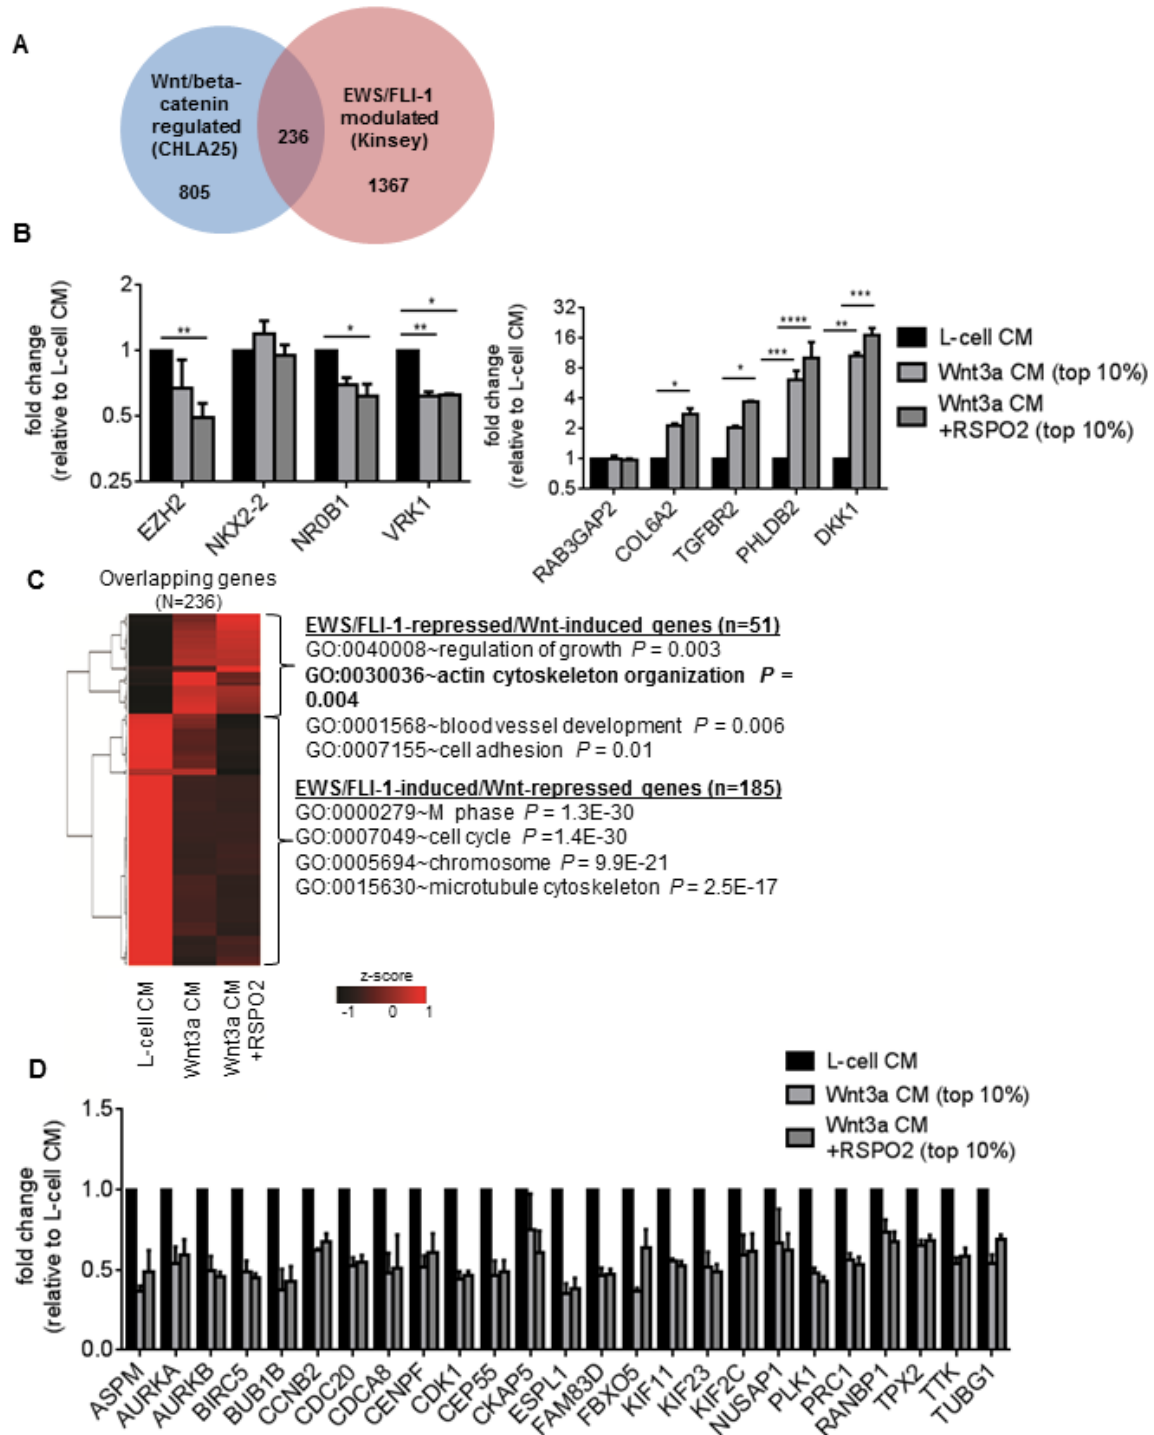 A
Wnt/beta-
catenin
regulated
(CHLA25)
805
236
EWS/FLI-1
modulated
(Kinsey)
1367
B
fold change
(relative to L-cell CM)
2
1
0.5
0.25
**
*
**
*
EZH2
NKX2-2
NR0B1
VRK1
fold change
(relative to L-cell CM)
32
16
8
4
2
1
0.5
*
*
***
****
**
***
RAB3GAP2
COL6A2
TGFBR2
PHLDB2
DKK1
L-cell CM
Wnt3a CM (top 10%)
Wnt3a CM
+RSPO2 (top 10%)
C
Overlapping genes
(N=236)
EWS/FLI-1-repressed/Wnt-induced genes (n=51)
GO:0040008~regulation of growth P = 0.003
GO:0030036~actin cytoskeleton organization P =
0.004
GO:0001568~blood vessel development P = 0.006
GO:0007155~cell adhesion P = 0.01
EWS/FLI-1-induced/Wnt-repressed genes (n=185)
GO:0000279~M phase P = 1.3E-30
GO:0007049~cell cycle P =1.4E-30
GO:0005694~chromosome P = 9.9E-21
GO:0015630~microtubule cytoskeleton P = 2.5E-17
L-cell CM
Wnt3a CM
Wnt3a CM
+RSPO2
z-score
-1 0 1
D
L-cell CM
Wnt3a CM (top 10%)
Wnt3a CM
+RSPO2 (top 10%)
fold change
(relative to L-cell CM)
1.5
1.0
0.5
0.0
ASPM
AURKA
AURKB
BIRC5
BUB1B
CCNB2
CDC20
CDCA8
CENPF
CDK1
CEP55
CKAP5
ESPL1
FAM83D
FBXO5
KIF11
KIF23
KIF2C
NUSAP1
PLK1
PRC1
RANBP1
TPX2
TTK
TUBG1